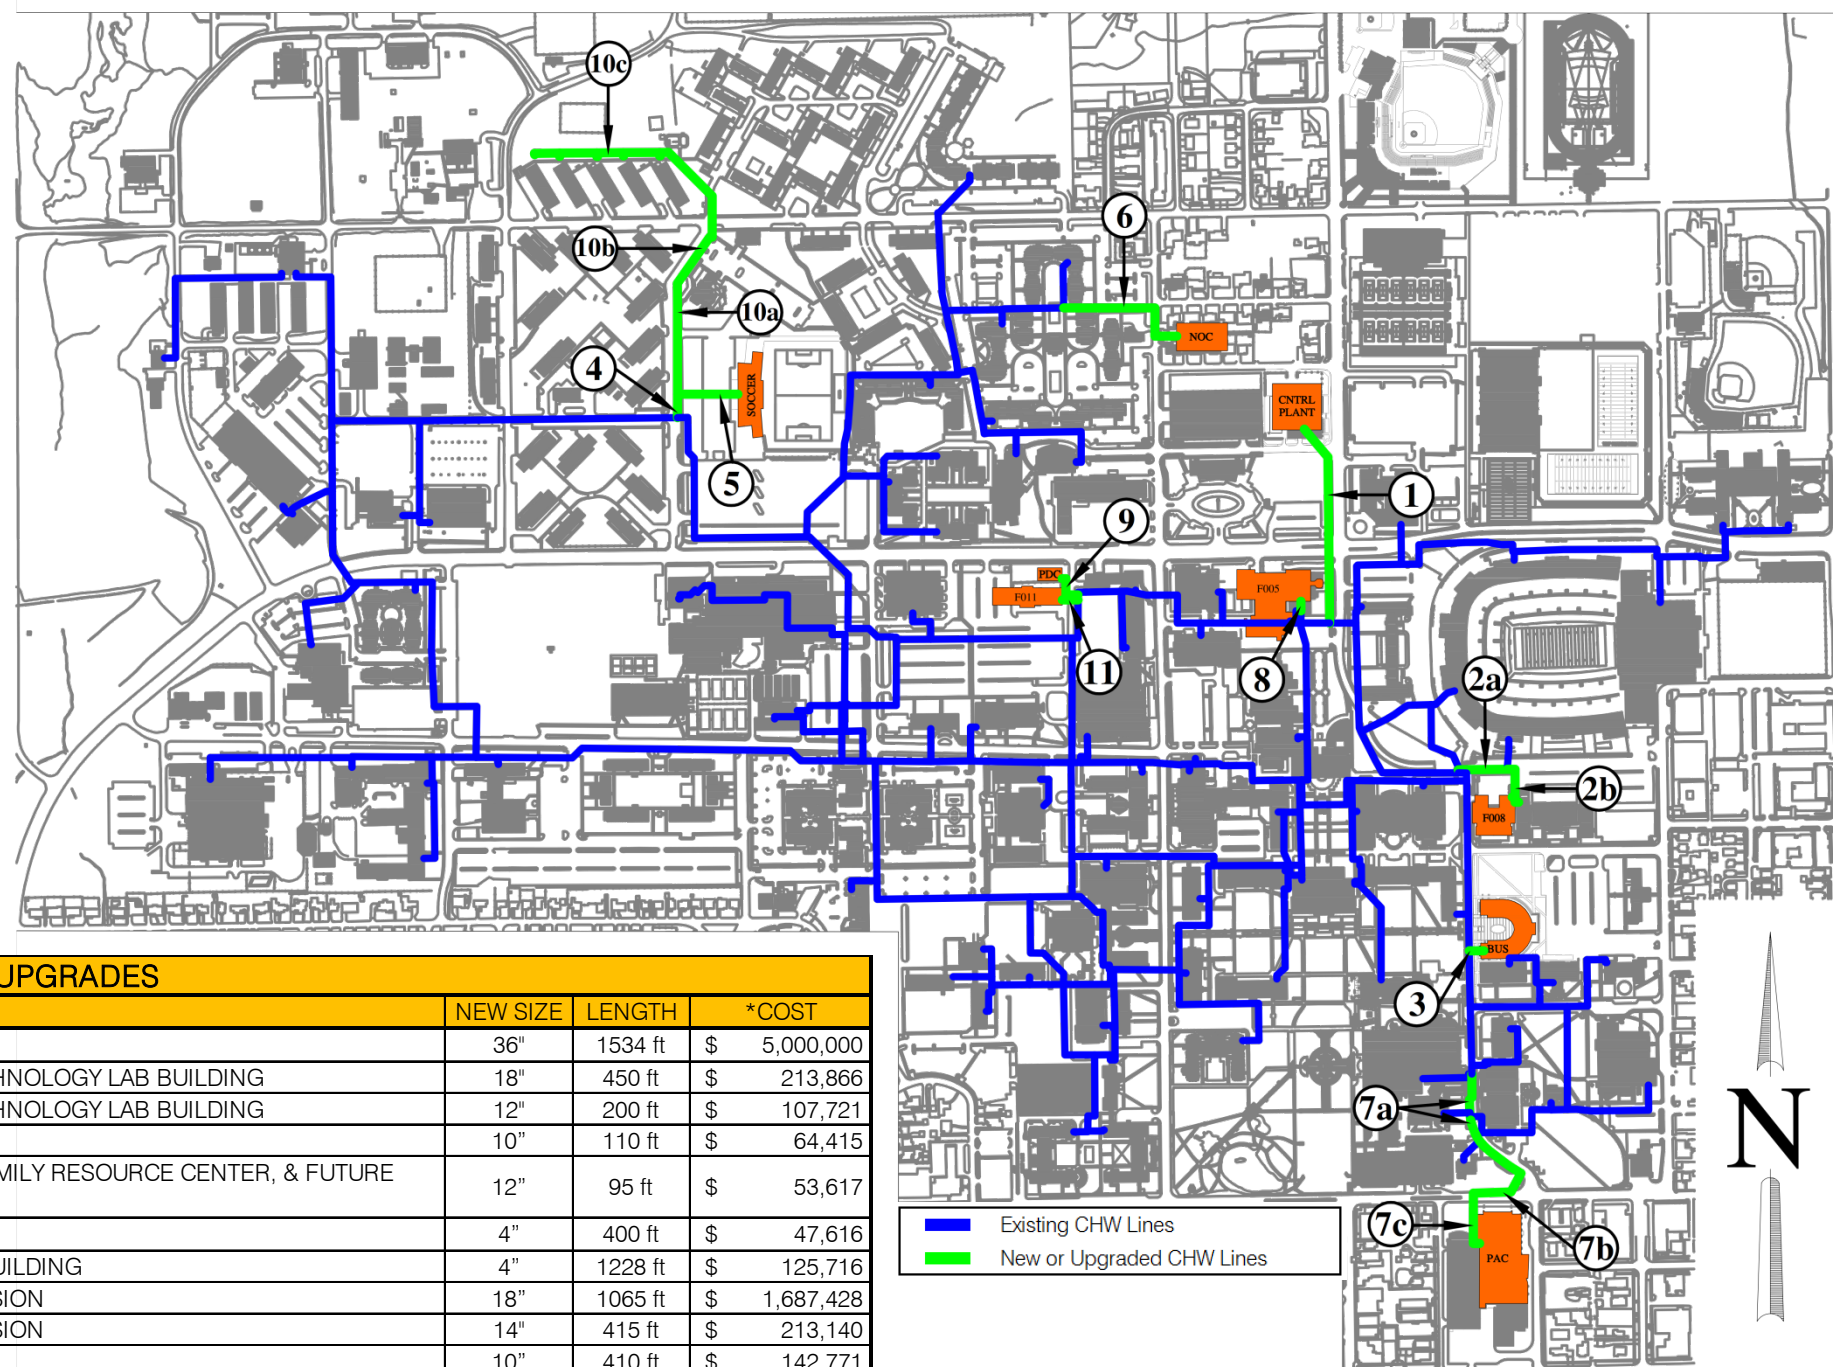 10c
6
10b
10a
NOC
4
SOCCER
CNTRL
PLANT
5
1
9
PDC
F011
F005
11
8
2a
2b
F008
BUS
3
7a
7c
7b
PAC
N
Existing CHW Lines
New or Upgraded CHW Lines
UPGRADES
NEW SIZE LENGTH *COST
36" 1534 ft $ 5,000,000
HNOLOGY LAB BUILDING 18" 450 ft $ 213,866
HNOLOGY LAB BUILDING 12" 200 ft $ 107,721
10" 110 ft $ 64,415
MILY RESOURCE CENTER, & FUTURE 12” 95 ft $ 53,617
4” 400 ft $ 47,616
UILDING 4” 1228 ft $ 125,716
SION 18” 1065 ft $ 1,687,428
SION 14" 415 ft $ 213,140
10” 410 ft $ 142,771